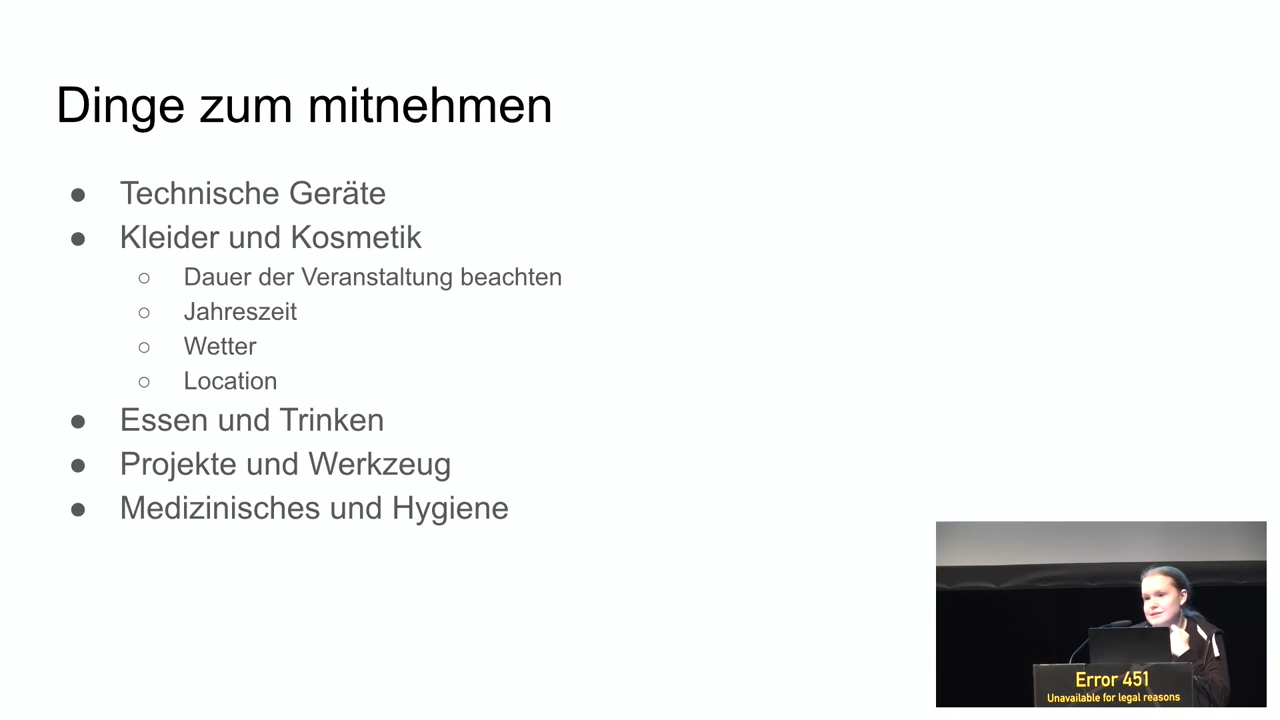 Dinge zum mitnehmen
● Technische Geräte
● Kleider und Kosmetik
○ Dauer der Veranstaltung beachten
○ Jahreszeit
○ Wetter
○ Location
● Essen und Trinken
● Projekte und Werkzeug
● Medizinisches und Hygiene
Error 451
Unavailable for legal reasons